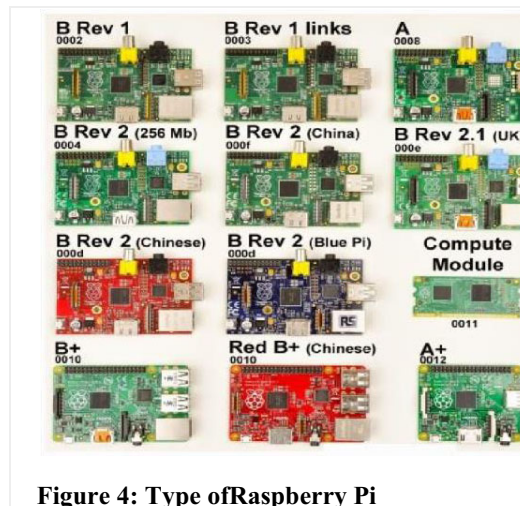 B Rev 1
0002
B Rev 1 links
0003
A
0008
B Rev 2 (256 Mb)
0004
B Rev 2 (China)
000f
B Rev 2.1 (UK
000e
B Rev 2 (Chinese)
000d
B Rev 2 (Blue Pi)
000d
RS
Compute
Module
0011
B+
0010
Red B+ (Chinese)
0010
A+
0012
Figure 4: Type ofRaspberry Pi